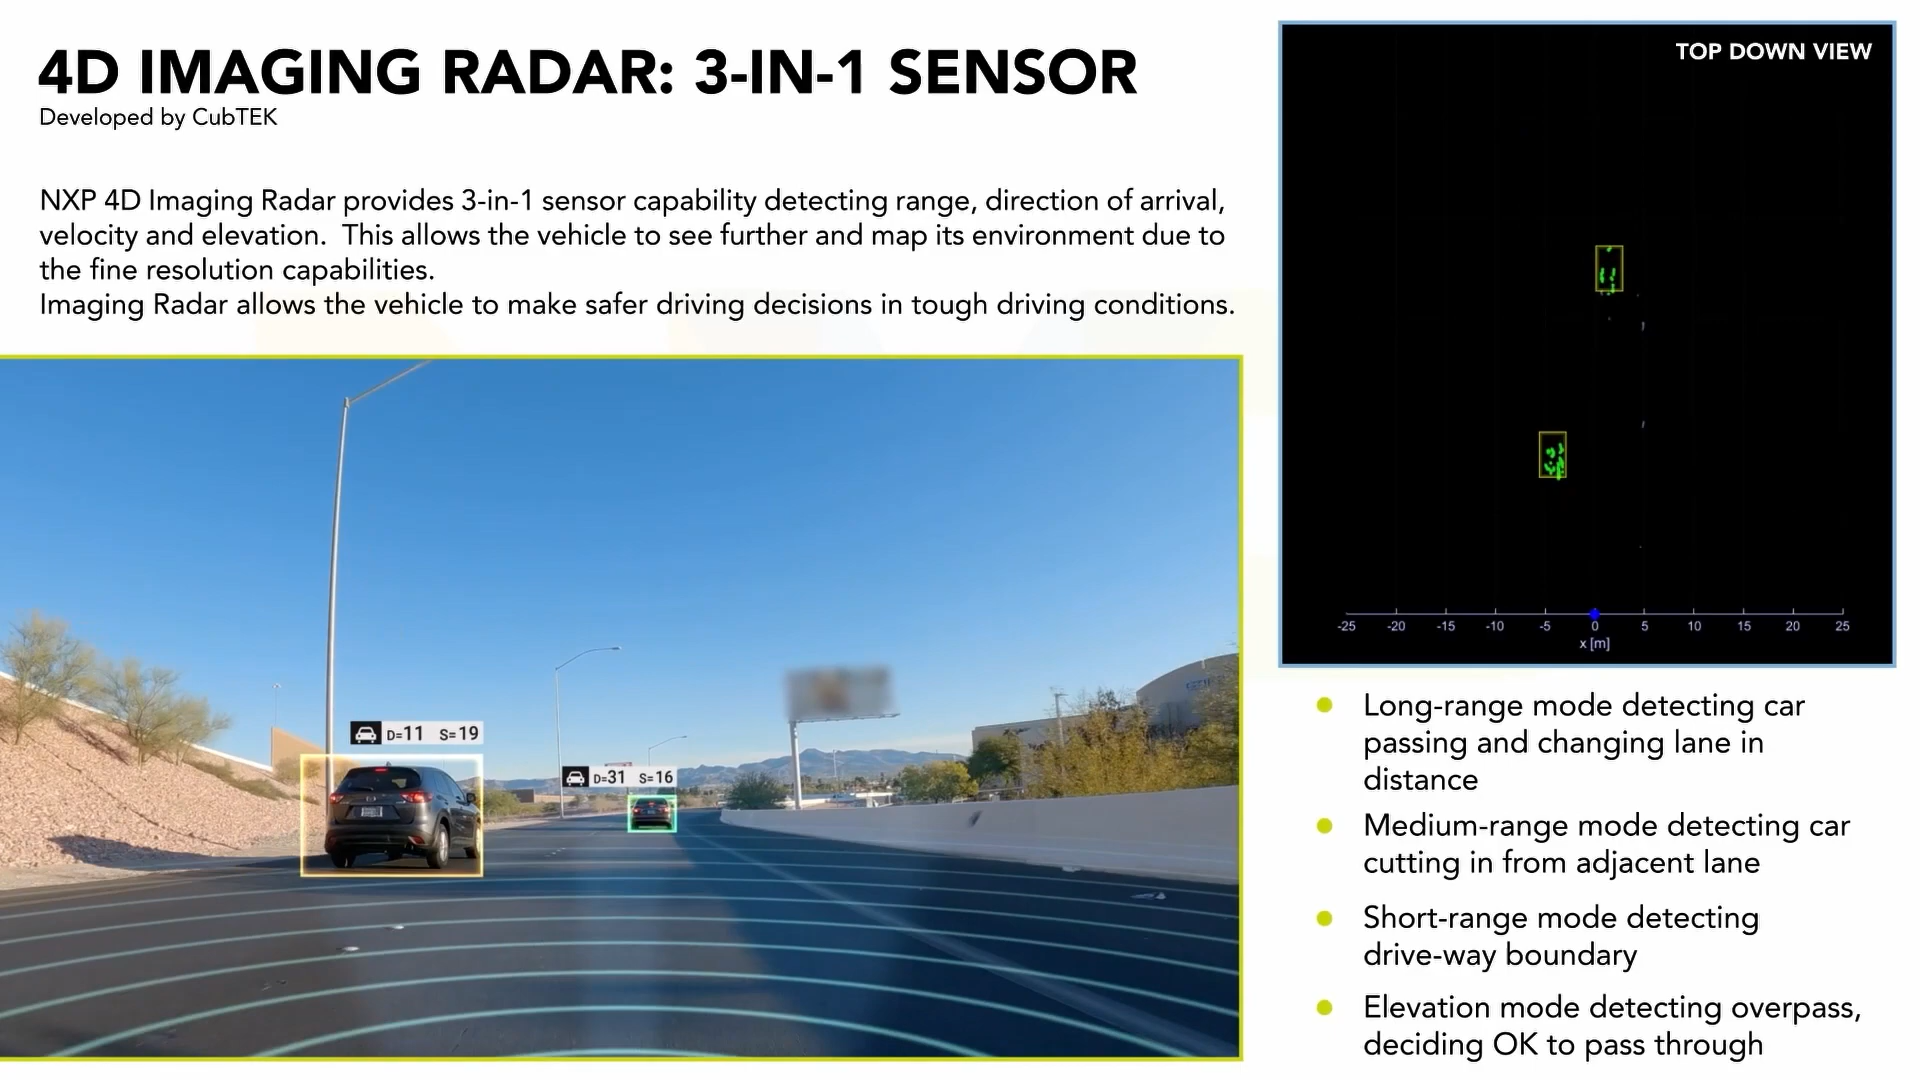 4D IMAGING RADAR: 3-IN-1 SENSOR
Developed by CubTEK
NXP 4D Imaging Radar provides 3-in-1 sensor capability detecting range, direction of arrival,
velocity and elevation.  This allows the vehicle to see further and map its environment due to
the fine resolution capabilities.
Imaging Radar allows the vehicle to make safer driving decisions in tough driving conditions.
D=11 S=19
D=31 S=16
TOP DOWN VIEW
-25 -20 -15 -10 -5 0 5 10 15 20 25
x [m]
Long-range mode detecting car
passing and changing lane in
distance
Medium-range mode detecting car
cutting in from adjacent lane
Short-range mode detecting
drive-way boundary
Elevation mode detecting overpass,
deciding OK to pass through